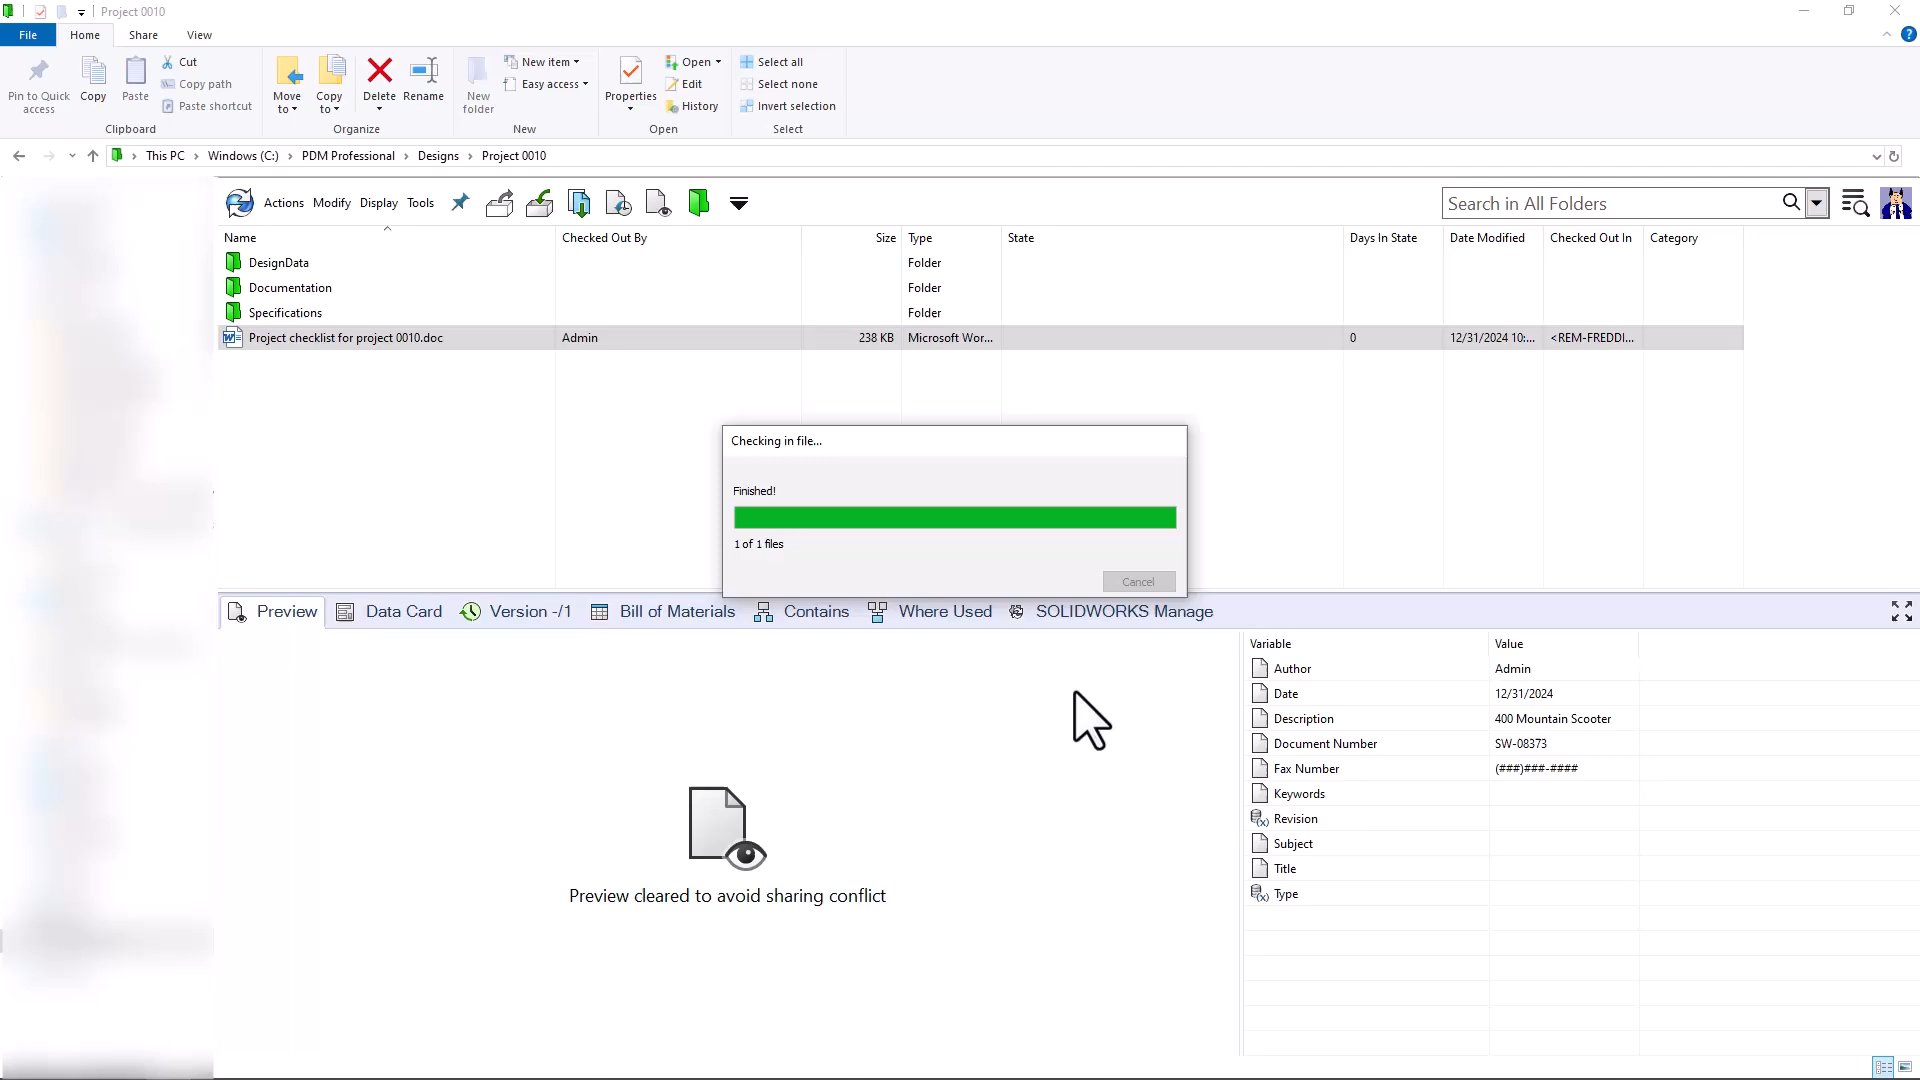 Project 0010
File
Home
Share
View
Pin to Quick access
Copy
Paste
Cut
Copy path
Paste shortcut
Clipboard
Move to
Copy to
Delete
Rename
Organize
New folder
New item
Easy access
New
Properties
Open
Edit
History
Open
Select all
Select none
Invert selection
Select
This PC > Windows (C:) > PDM Professional > Designs > Project 0010
Actions Modify Display Tools
Search in All Folders
Name Checked Out By Size Type State Days In State Date Modified Checked Out In Category
DesignData Folder
Documentation Folder
Specifications Folder
Project checklist for project 0010.doc Admin 238 KB Microsoft Wor... 0 12/31/2024 10:... <REM-FREDDI...
Checking in file...
Finished!
1 of 1 files
Cancel
Preview Data Card Version -/1 Bill of Materials Contains Where Used SOLIDWORKS Manage
Preview cleared to avoid sharing conflict
Variable Value
Author Admin
Date 12/31/2024
Description 400 Mountain Scooter
Document Number SW-08373
Fax Number (###)###-####
Keywords
Revision
Subject
Title
Type